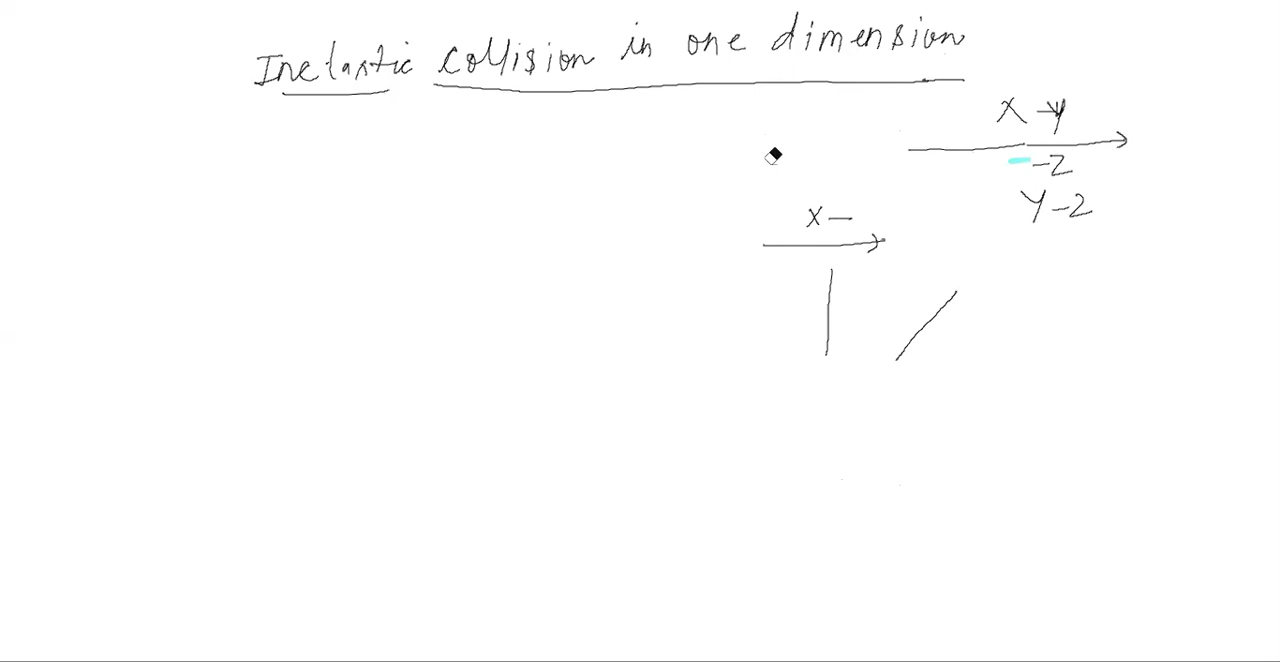 Inelastic collision in one dimension
X-Y
-Z
Y-Z
X-